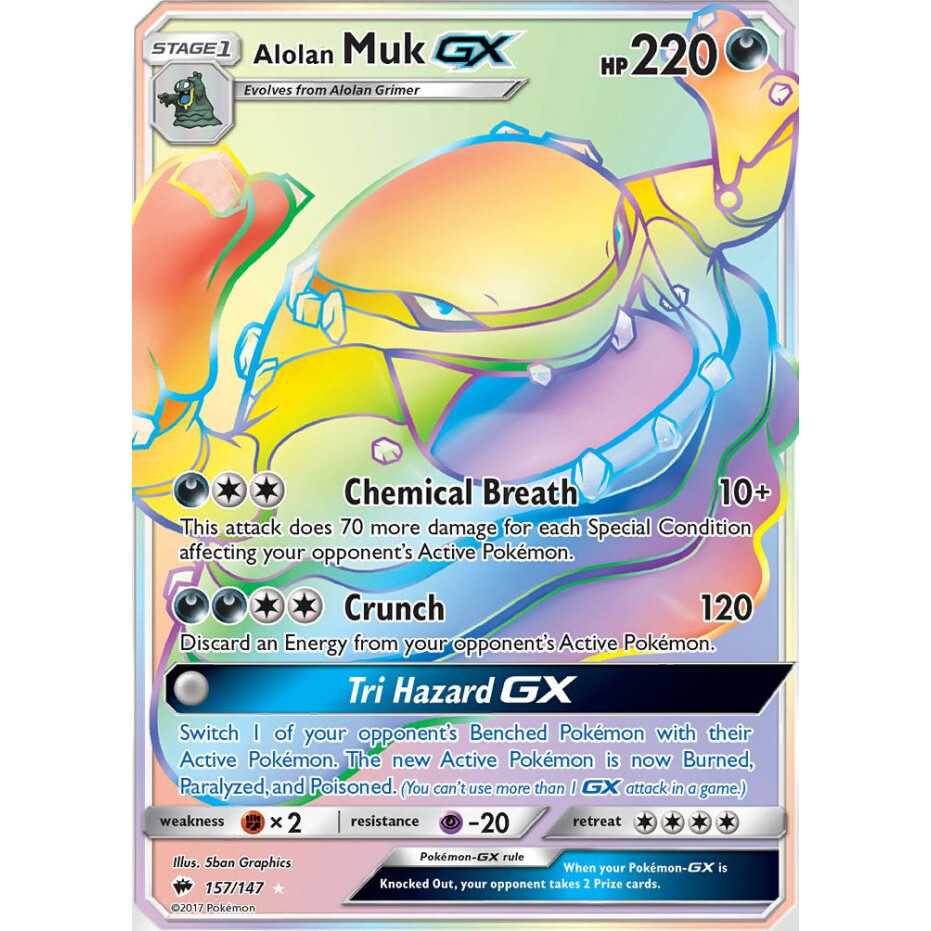 STAGE 1
Alolan Muk GX
HP 220
Evolves from Alolan Grimer
Chemical Breath 10+
This attack does 70 more damage for each Special Condition
affecting your opponent's Active Pokémon.
Crunch 120
Discard an Energy from your opponent's Active Pokémon.
Tri Hazard GX
Switch 1 of your opponent's Benched Pokémon with their
Active Pokémon. The new Active Pokémon is now Burned,
Paralyzed, and Poisoned. (You can't use more than 1 GX attack in a game.)
weakness ×2 resistance -20 retreat
Illus. 5ban Graphics
Pokémon-GX rule
When your Pokémon-GX is
Knocked Out, your opponent takes 2 Prize cards.
157/147
©2017 Pokémon